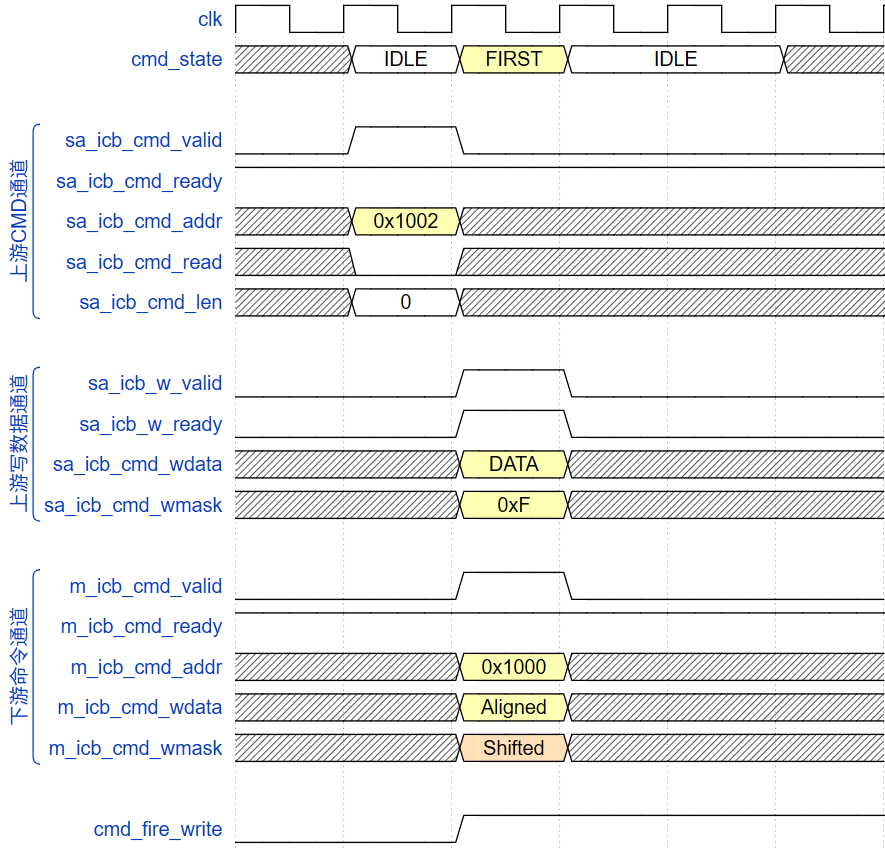 clk
cmd_state IDLE FIRST IDLE
上游CMD通道
sa_icb_cmd_valid
sa_icb_cmd_ready
sa_icb_cmd_addr 0x1002
sa_icb_cmd_read
sa_icb_cmd_len 0
上游写数据通道
sa_icb_w_valid
sa_icb_w_ready
sa_icb_cmd_wdata DATA
sa_icb_cmd_wmask 0xF
下游命令通道
m_icb_cmd_valid
m_icb_cmd_ready
m_icb_cmd_addr 0x1000
m_icb_cmd_wdata Aligned
m_icb_cmd_wmask Shifted
cmd_fire_write